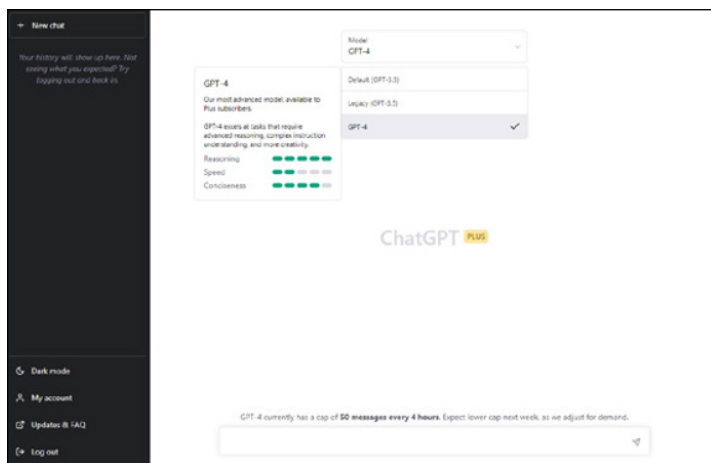 + New chat
Your history will show up here. Not
seeing what you expected? Try
logging out and back in.
Dark mode
My account
Updates & FAQ
Log out
Model
GPT-4
Default (GPT-3.5)
Legacy (GPT-3.5)
GPT-4
GPT-4
Our most advanced model, available to
Plus subscribers.
GPT-4 excels at tasks that require
advanced reasoning, complex instruction
understanding, and more creativity.
Reasoning
Speed
Conciseness
ChatGPT PLUS
GPT-4 currently has a cap of 50 messages every 4 hours. Expect lower cap next week, as we adjust for demand.